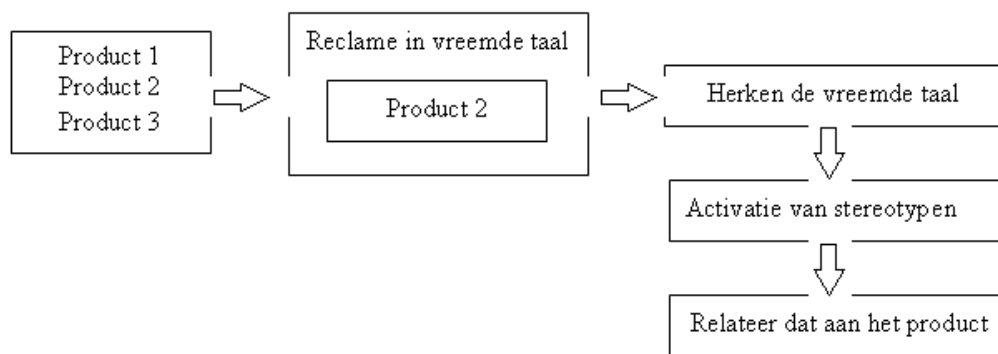 Product 1
Product 2
Product 3
Reclame in vreemde taal
Product 2
Herken de vreemde taal
Activatie van stereotypen
Relateer dat aan het product